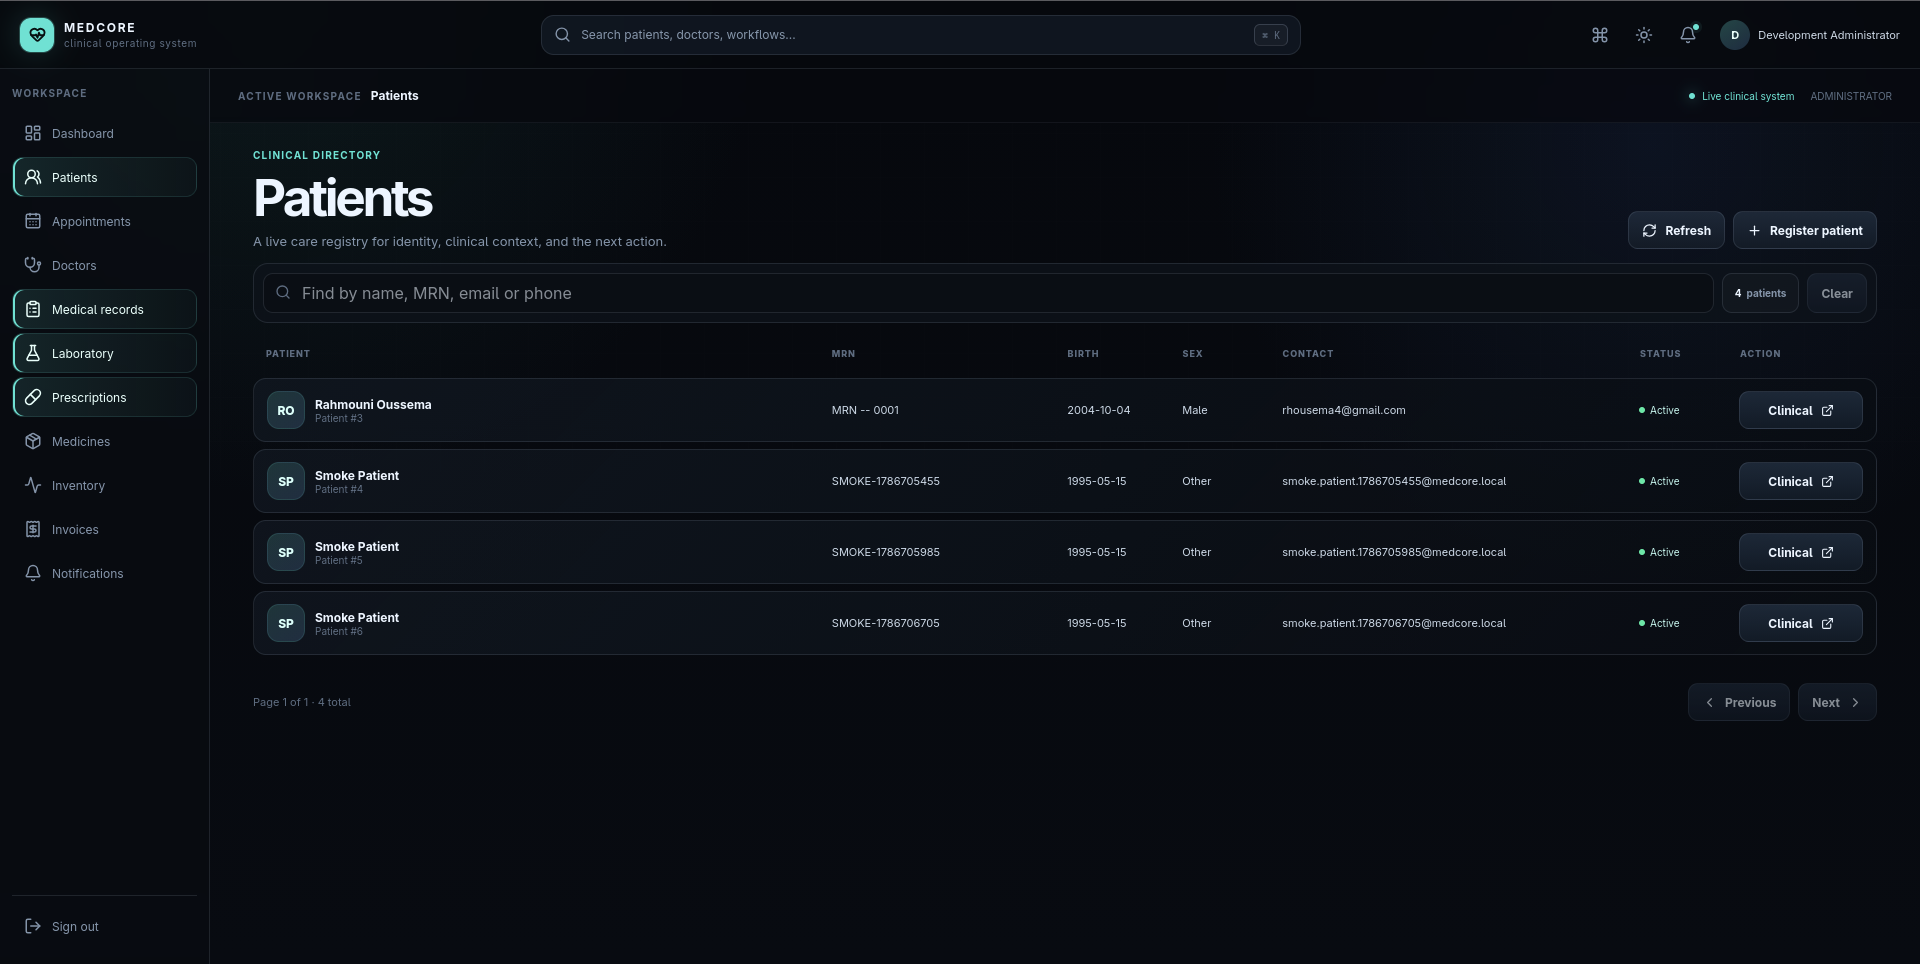 MEDCORE
clinical operating system
Search patients, doctors, workflows...
⌘ K
D
Development Administrator
WORKSPACE
Dashboard
Patients
Appointments
Doctors
Medical records
Laboratory
Prescriptions
Medicines
Inventory
Invoices
Notifications
Sign out
ACTIVE WORKSPACE Patients
Live clinical system ADMINISTRATOR
CLINICAL DIRECTORY
Patients
A live care registry for identity, clinical context, and the next action.
Refresh
Register patient
Find by name, MRN, email or phone
4 patients
Clear
PATIENT MRN BIRTH SEX CONTACT STATUS ACTION
RO Rahmouni Oussema MRN -- 0001 2004-10-04 Male rhousema4@gmail.com Active Clinical
Patient #3
SP Smoke Patient SMOKE-1786705455 1995-05-15 Other smoke.patient.1786705455@medcore.local Active Clinical
Patient #4
SP Smoke Patient SMOKE-1786705985 1995-05-15 Other smoke.patient.1786705985@medcore.local Active Clinical
Patient #5
SP Smoke Patient SMOKE-1786706705 1995-05-15 Other smoke.patient.1786706705@medcore.local Active Clinical
Patient #6
Page 1 of 1 · 4 total
Previous
Next